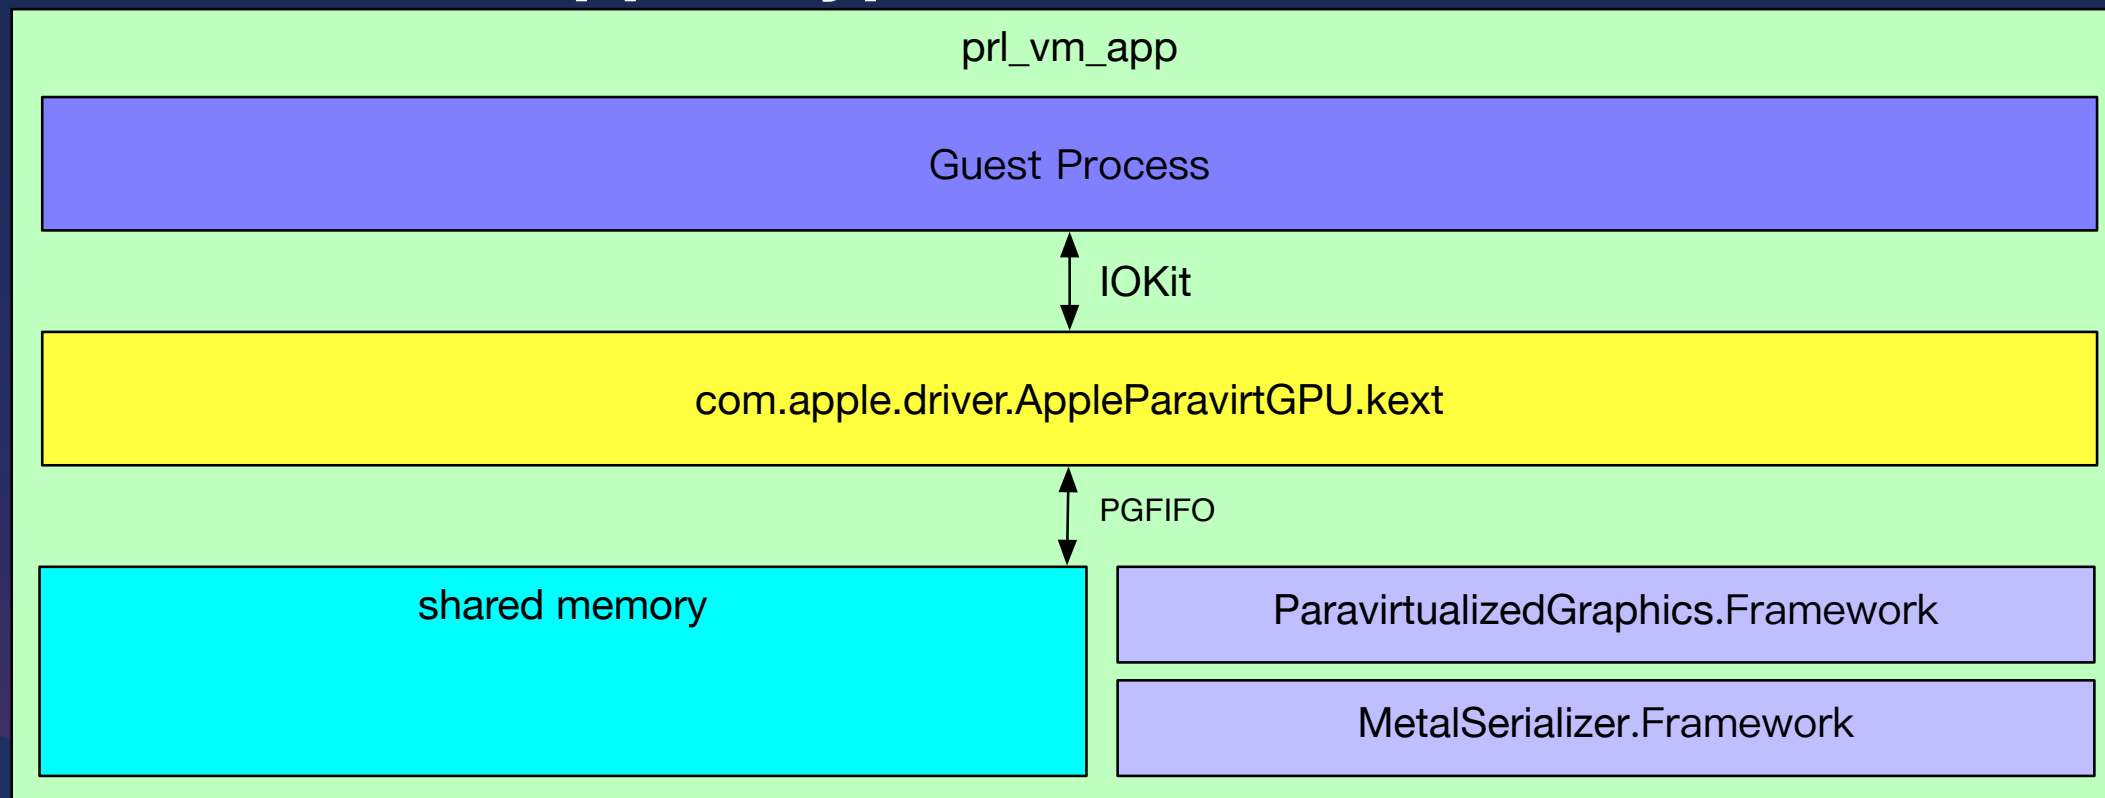 prl_vm_app
Guest Process
IOKit
com.apple.driver.AppleParavirtGPU.kext
PGFIFO
shared memory
ParavirtualizedGraphics.Framework
MetalSerializer.Framework